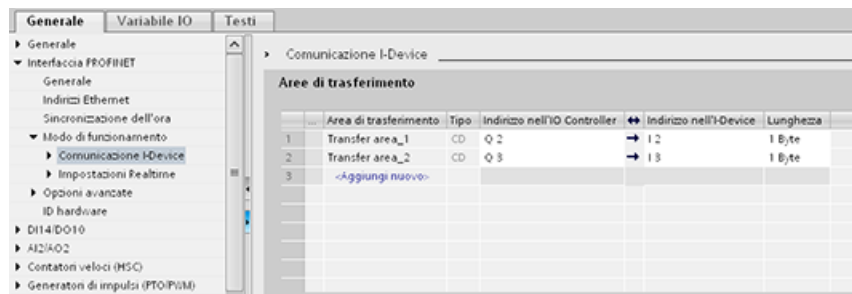 Generale Variabile IO Testi
Generale
Interfaccia PROFINET
Generale
Indirizzi Ethernet
Sincronizzazione dell'ora
Modo di funzionamento
Comunicazione I-Device
Impostazioni Realtime
Opzioni avanzate
ID hardware
DI14/DO10
AI2/AO2
Contatori veloci (HSC)
Generatori di impulsi (PTO/PWM)
Comunicazione I-Device
Aree di trasferimento
... Area di trasferimento Tipo Indirizzo nell'IO Controller ↔ Indirizzo nell'I-Device Lunghezza
1 Transfer area_1 CD Q 2 → I 2 1 Byte
2 Transfer area_2 CD Q 3 → I 3 1 Byte
3 <Aggiungi nuovo>